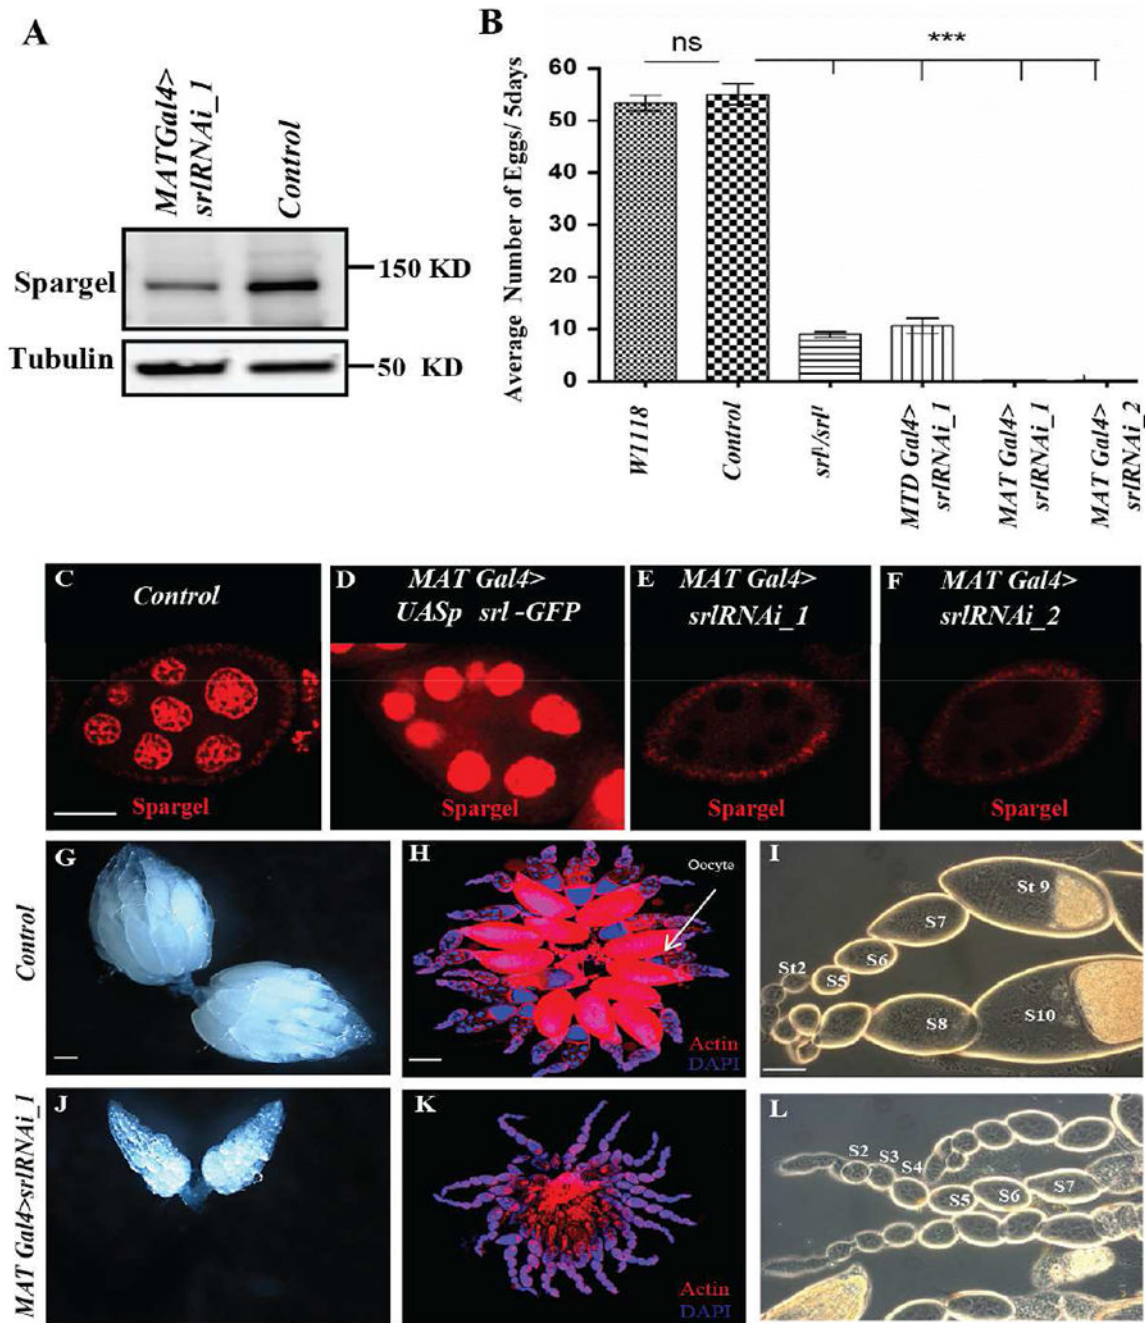 A
MATGal4>
srlRNAi_1
Control
Spargel
150 KD
Tubulin
50 KD
B
ns
***
Average Number of Eggs/ 5days
60
50
40
30
20
10
0
W1118
Control
srl¹/srl¹
MTD Gal4>
srlRNAi_1
MAT Gal4>
srlRNAi_1
MAT Gal4>
srlRNAi_2
C
Control
Spargel
D
MAT Gal4>
UASp srl -GFP
Spargel
E
MAT Gal4>
srlRNAi_1
Spargel
F
MAT Gal4>
srlRNAi_2
Spargel
Control
G
H
Oocyte
Actin
DAPI
I
St 9
S7
S6
St2
S5
S8
S10
MAT Gal4>srlRNAi_1
J
K
Actin
DAPI
L
S2
S3
S4
S5
S6
S7